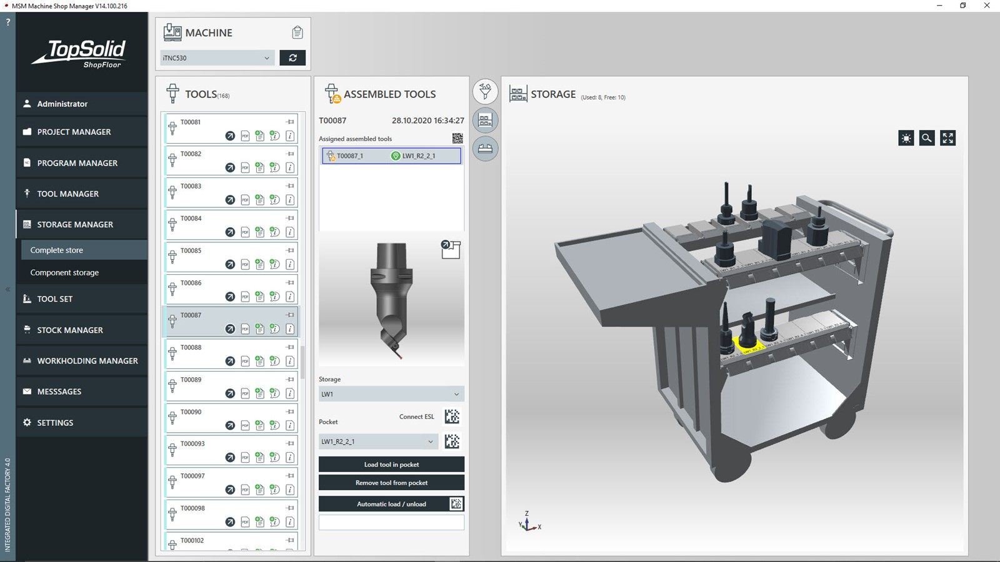 MSM Machine Shop Manager V14.100.216
?
TopSolid
ShopFloor
Administrator
PROJECT MANAGER
PROGRAM MANAGER
TOOL MANAGER
STORAGE MANAGER
Complete store
Component storage
TOOL SET
STOCK MANAGER
WORKHOLDING MANAGER
MESSSAGES
SETTINGS
INTEGRATED DIGITAL FACTORY 4.0
MACHINE
iTNC530
TOOLS(168)
T00081
T00082
T00083
T00084
T00085
T00086
T00087
T00088
T00089
T00090
T000093
T000097
T000098
T000102
ASSEMBLED TOOLS
T00087 28.10.2020 16:34:27
Assigned assembled tools
T00087_1 LW1_R2_2_1
Storage
LW1
Connect ESL
Pocket
LW1_R2_2_1
Load tool in pocket
Remove tool from pocket
Automatic load / unload
STORAGE (Used: 8, Free: 10)
Z
Y
X